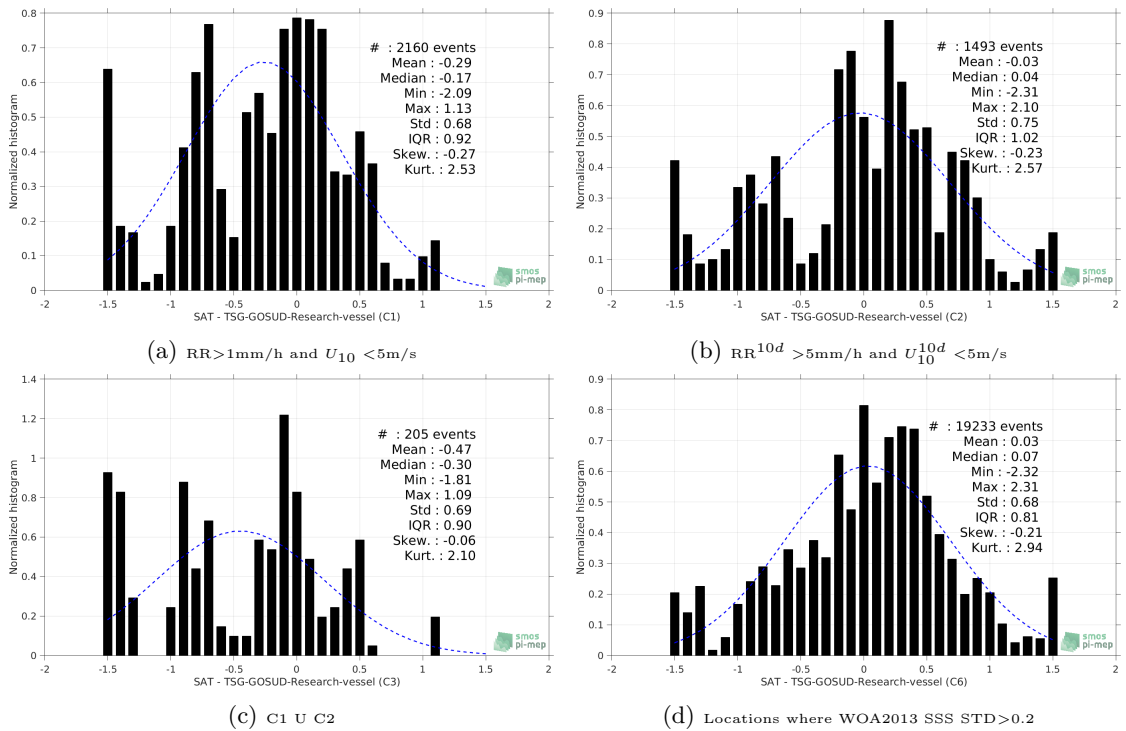 0.8
0.7
0.6
0.5
0.4
0.3
0.2
0.1
0
Normalized histogram
# : 2160 events
Mean : -0.29
Median : -0.17
Min : -2.09
Max : 1.13
Std : 0.68
IQR : 0.92
Skew. : -0.27
Kurt. : 2.53
smos
pi-mep
-2 -1.5 -1 -0.5 0 0.5 1 1.5 2
SAT - TSG-GOSUD-Research-vessel (C1)
(a) RR>1mm/h and U10 <5m/s
0.9
0.8
0.7
0.6
0.5
0.4
0.3
0.2
0.1
0
Normalized histogram
# : 1493 events
Mean : -0.03
Median : 0.04
Min : -2.31
Max : 2.10
Std : 0.75
IQR : 1.02
Skew. : -0.23
Kurt. : 2.57
smos
pi-mep
-2 -1.5 -1 -0.5 0 0.5 1 1.5 2
SAT - TSG-GOSUD-Research-vessel (C2)
(b) RR^10d >5mm/h and U_10^10d <5m/s
1.4
1.2
1
0.8
0.6
0.4
0.2
0
Normalized histogram
# : 205 events
Mean : -0.47
Median : -0.30
Min : -1.81
Max : 1.09
Std : 0.69
IQR : 0.90
Skew. : -0.06
Kurt. : 2.10
smos
pi-mep
-2 -1.5 -1 -0.5 0 0.5 1 1.5 2
SAT - TSG-GOSUD-Research-vessel (C3)
(c) C1 U C2
0.9
0.8
0.7
0.6
0.5
0.4
0.3
0.2
0.1
0
Normalized histogram
# : 19233 events
Mean : 0.03
Median : 0.07
Min : -2.32
Max : 2.31
Std : 0.68
IQR : 0.81
Skew. : -0.21
Kurt. : 2.94
smos
pi-mep
-2 -1.5 -1 -0.5 0 0.5 1 1.5 2
SAT - TSG-GOSUD-Research-vessel (C6)
(d) Locations where WOA2013 SSS STD>0.2